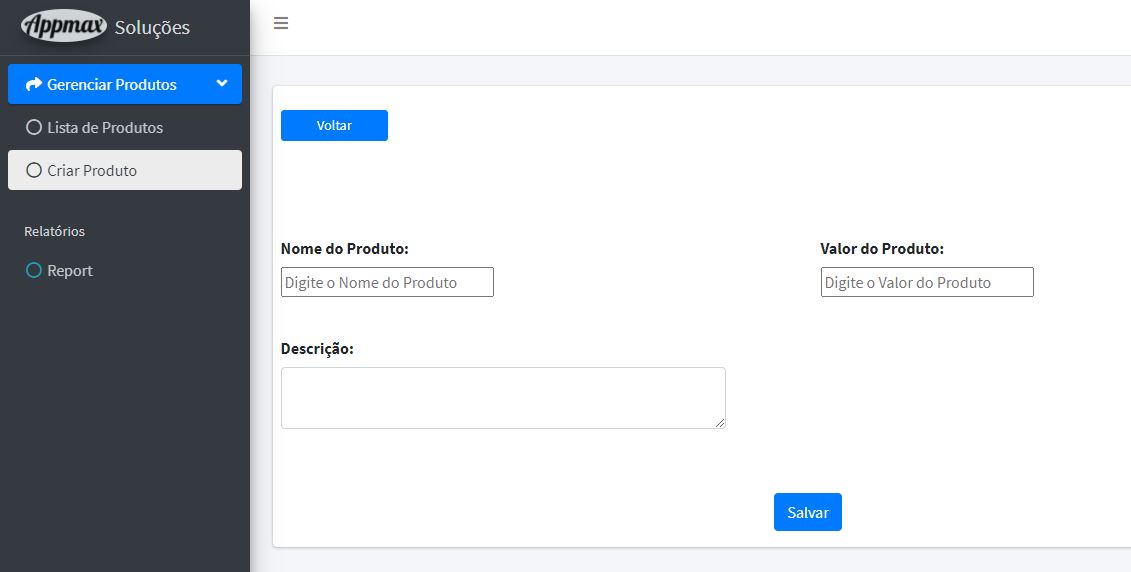 Appmax Soluções
Gerenciar Produtos
Lista de Produtos
Criar Produto
Relatórios
Report
Voltar
Nome do Produto:
Valor do Produto:
Digite o Nome do Produto
Digite o Valor do Produto
Descrição:
Salvar